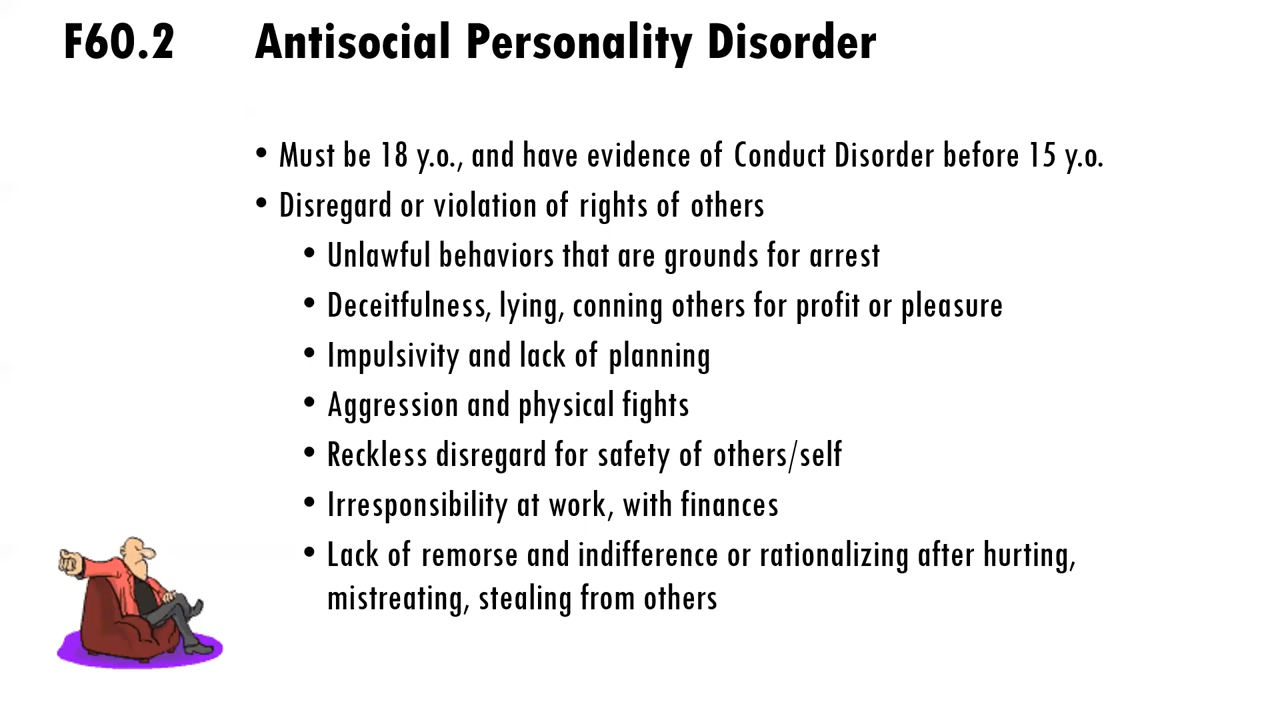 F60.2 Antisocial Personality Disorder
• Must be 18 y.o., and have evidence of Conduct Disorder before 15 y.o.
• Disregard or violation of rights of others
• Unlawful behaviors that are grounds for arrest
• Deceitfulness, lying, conning others for profit or pleasure
• Impulsivity and lack of planning
• Aggression and physical fights
• Reckless disregard for safety of others/self
• Irresponsibility at work, with finances
• Lack of remorse and indifference or rationalizing after hurting,
mistreating, stealing from others